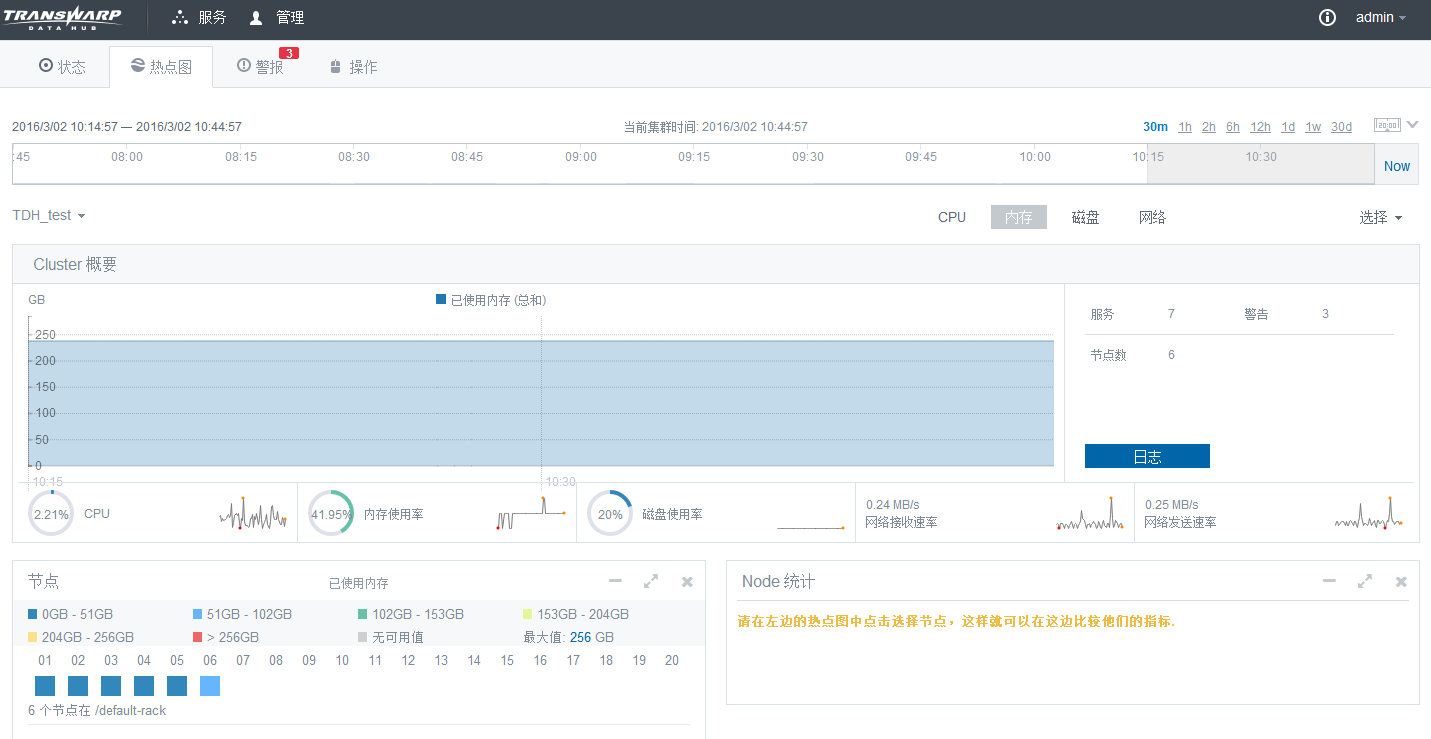 TRANSWARP
DATA HUB
服务 管理
admin
状态 热点图 警报 3 操作
2016/3/02 10:14:57 — 2016/3/02 10:44:57
当前集群时间: 2016/3/02 10:44:57
30m 1h 2h 6h 12h 1d 1w 30d
:45 08:00 08:15 08:30 08:45 09:00 09:15 09:30 09:45 10:00 10:15 10:30 Now
TDH_test
CPU 内存 磁盘 网络 选择
Cluster 概要
GB
已使用内存 (总和)
250
200
150
100
50
0
10:15 10:30
服务 7 警告 3
节点数 6
日志
2.21% CPU
41.95% 内存使用率
20% 磁盘使用率
0.24 MB/s
网络接收速率
0.25 MB/s
网络发送速率
节点 已使用内存
0GB - 51GB 51GB - 102GB 102GB - 153GB 153GB - 204GB
204GB - 256GB > 256GB 无可用值 最大值: 256 GB
01 02 03 04 05 06 07 08 09 10 11 12 13 14 15 16 17 18 19 20
6 个节点在 /default-rack
Node 统计
请在左边的热点图中点击选择节点，这样就可以在这边比较他们的指标.